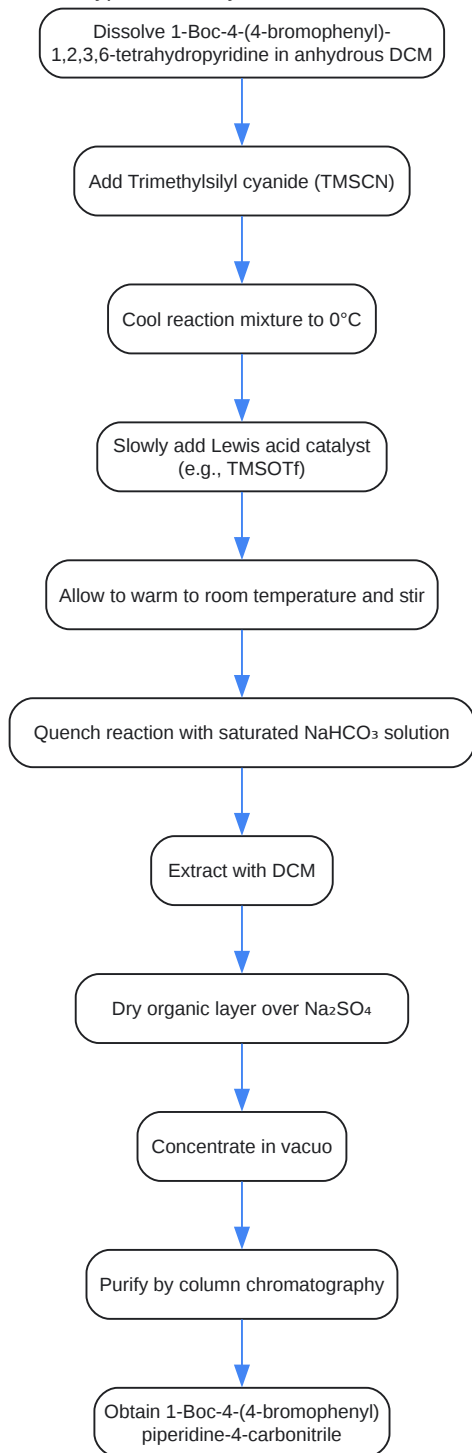 Dissolve 1-Boc-4-(4-bromophenyl)-
1,2,3,6-tetrahydropyridine in anhydrous DCM
Add Trimethylsilyl cyanide (TMSCN)
Cool reaction mixture to 0°C
Slowly add Lewis acid catalyst
(e.g., TMSOTf)
Allow to warm to room temperature and stir
Quench reaction with saturated NaHCO₃ solution
Extract with DCM
Dry organic layer over Na₂SO₄
Concentrate in vacuo
Purify by column chromatography
Obtain 1-Boc-4-(4-bromophenyl)
piperidine-4-carbonitrile